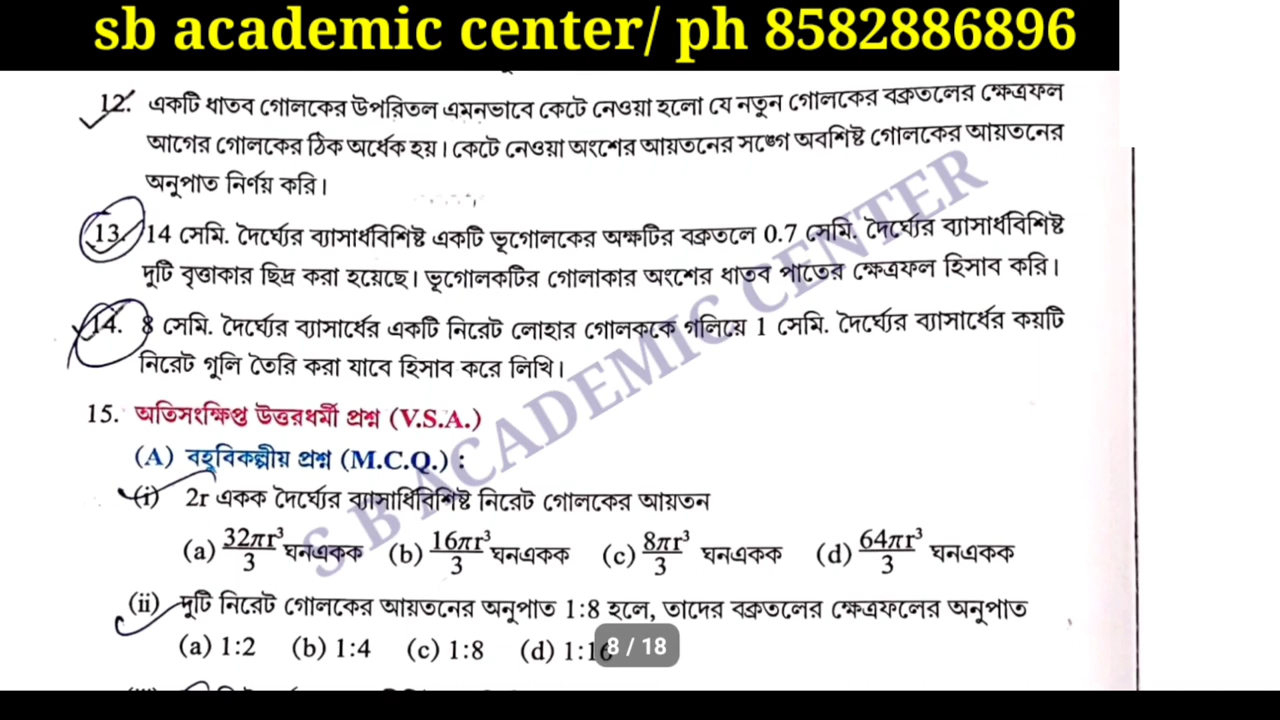 sb academic center/ ph 8582886896
12. একটি ধাতব গোলকের উপরিতল এমনভাবে কেটে নেওয়া হলো যে নতুন গোলকের বক্রতলের ক্ষেত্রফল
আগের গোলকের ঠিক অর্ধেক হয়। কেটে নেওয়া অংশের আয়তনের সঙ্গে অবশিষ্ট গোলকের আয়তনের
অনুপাত নির্ণয় করি।
13. 14 সেমি. দৈর্ঘ্যের ব্যাসার্ধবিশিষ্ট একটি ভূগোলকের অক্ষটির বক্রতলে 0.7 সেমি. দৈর্ঘ্যের ব্যাসার্ধবিশিষ্ট
দুটি বৃত্তাকার ছিদ্র করা হয়েছে। ভূগোলকটির গোলাকার অংশের ধাতব পাতের ক্ষেত্রফল হিসাব করি।
14. 8 সেমি. দৈর্ঘ্যের ব্যাসার্ধের একটি নিরেট লোহার গোলককে গলিয়ে 1 সেমি. দৈর্ঘ্যের ব্যাসার্ধের কয়টি
নিরেট গুলি তৈরি করা যাবে হিসাব করে লিখি।
15. অতিসংক্ষিপ্ত উত্তরধর্মী প্রশ্ন (V.S.A.)
(A) বহুবিকল্পীয় প্রশ্ন (M.C.Q.) :
(i) 2r একক দৈর্ঘ্যের ব্যাসার্ধবিশিষ্ট নিরেট গোলকের আয়তন
(a) 32πr³/3 ঘনএকক (b) 16πr³/3 ঘনএকক (c) 8πr³/3 ঘনএকক (d) 64πr³/3 ঘনএকক
(ii) দুটি নিরেট গোলকের আয়তনের অনুপাত 1:8 হলে, তাদের বক্রতলের ক্ষেত্রফলের অনুপাত
(a) 1:2 (b) 1:4 (c) 1:8 (d) 1:16
8 / 18
S B ACADEMIC CENTER